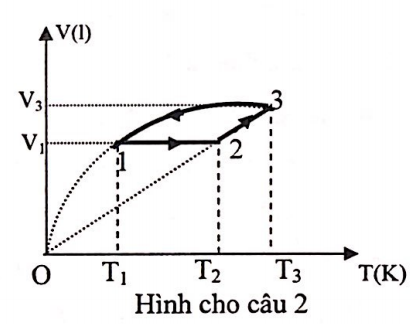 V(l)
V₃
3
V₁
1
2
O
T₁
T₂
T₃
T(K)
Hình cho câu 2